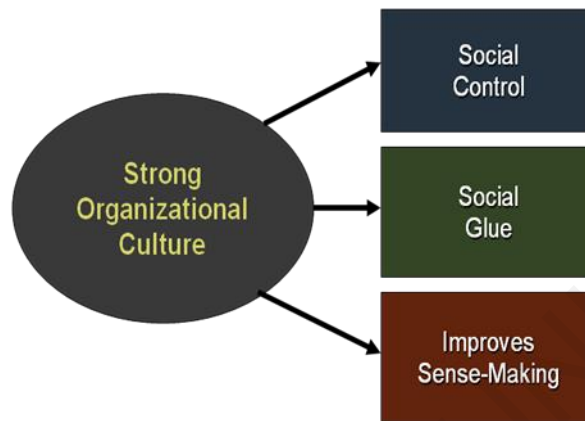 Strong
Organizational
Culture
Social
Control
Social
Glue
Improves
Sense-Making